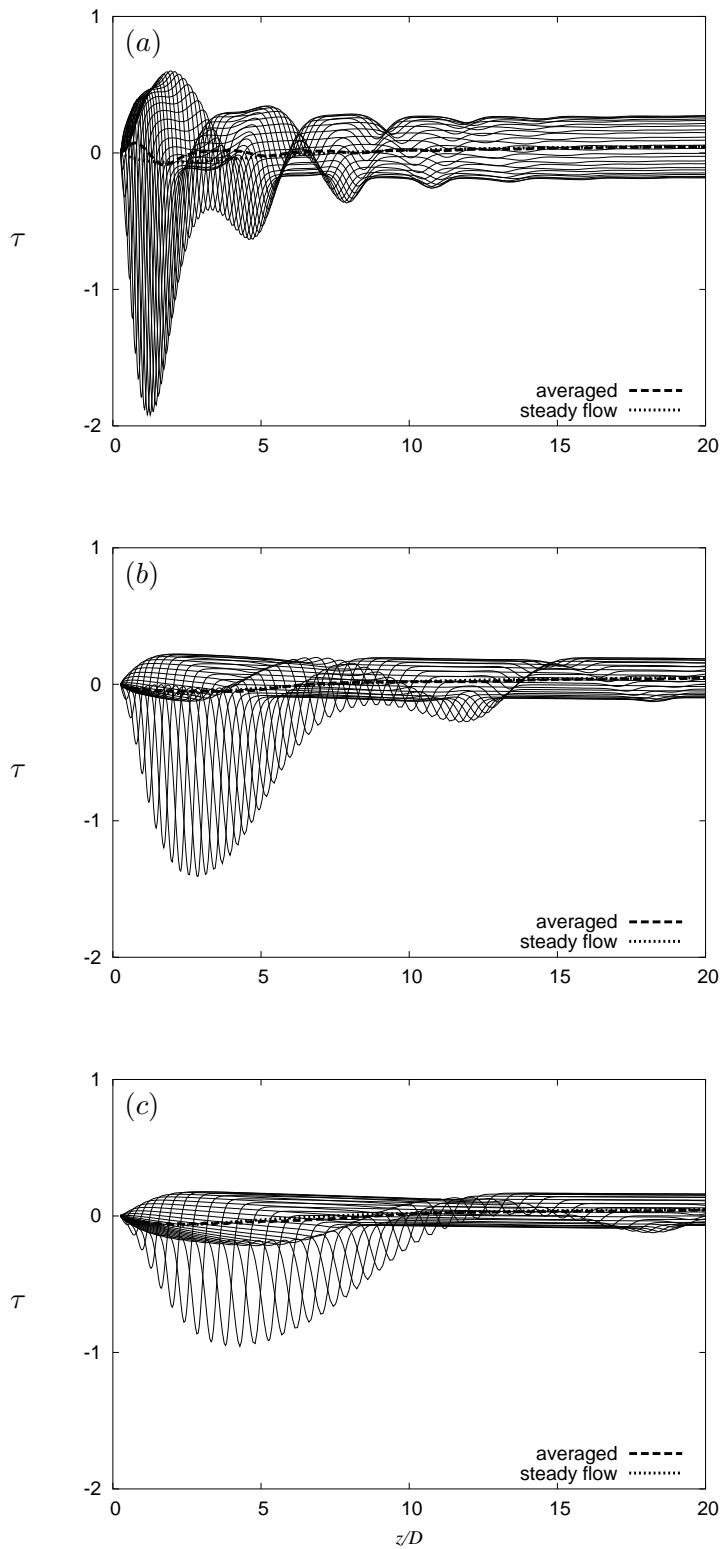 1
(a)
0
τ
-1
averaged
steady flow
-2
0 5 10 15 20
1
(b)
0
τ
-1
averaged
steady flow
-2
0 5 10 15 20
1
(c)
0
τ
-1
averaged
steady flow
-2
0 5 10 15 20
z/D